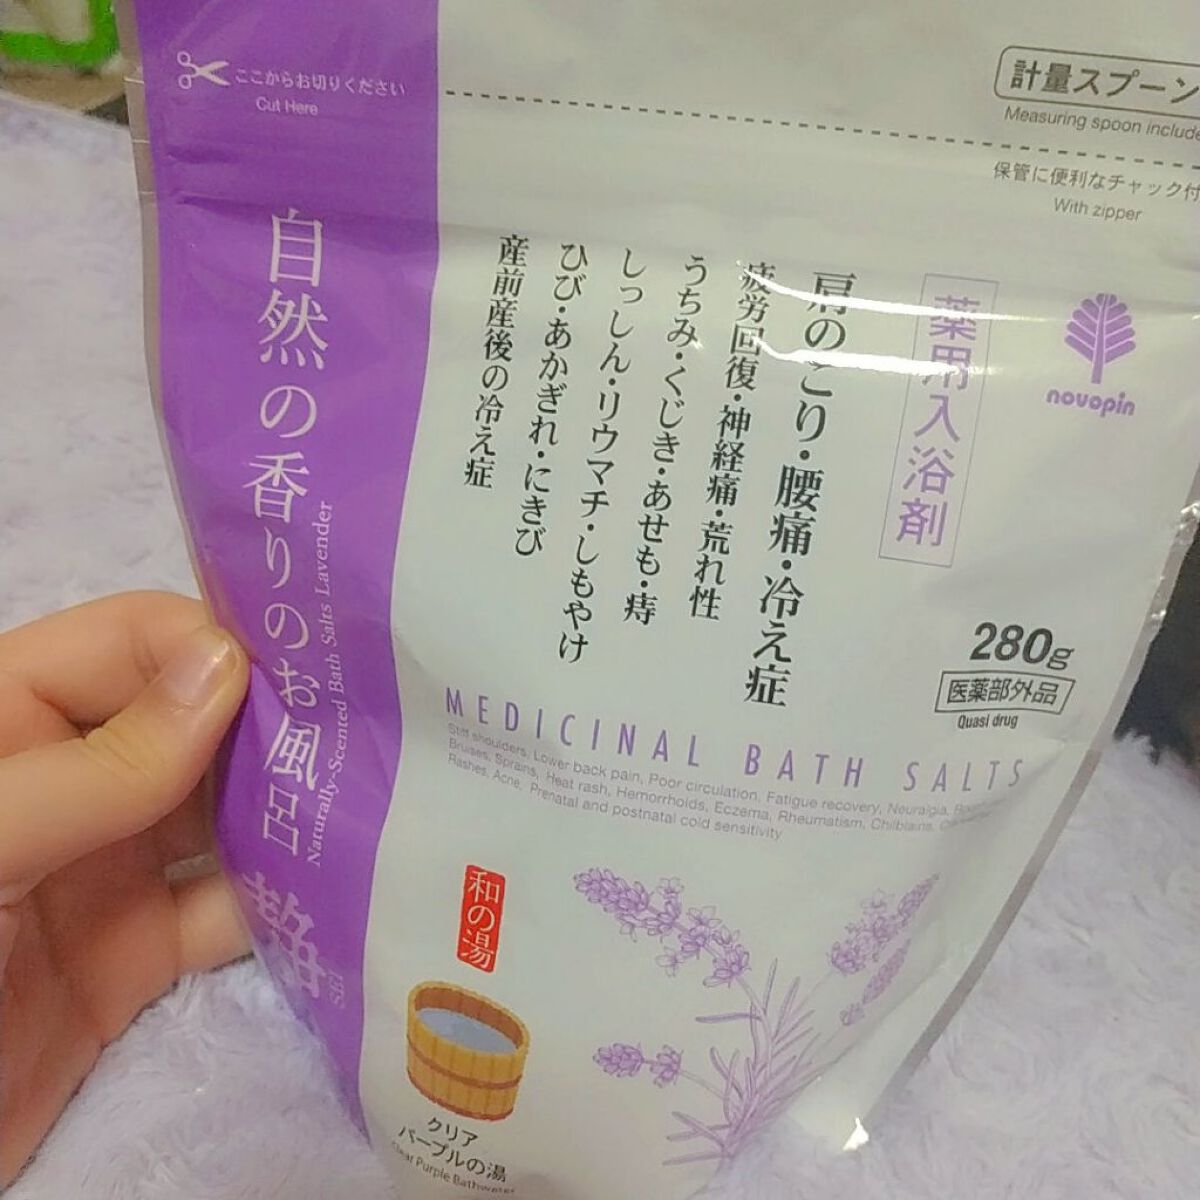 ここからお切りください
Cut Here
計量スプーン
Measuring spoon include
保管に便利なチャック付
With zipper
novopin
薬用入浴剤
肩のこり・腰痛・冷え症
疲労回復・神経痛・荒れ性
うちみ・くじき・あせも・痔
しっしん・リウマチ・しもやけ
ひび・あかぎれ・にきび
産前産後の冷え症
280g
医薬部外品
Quasi drug
自然の香りのお風呂
Naturally-Scented Bath Salts Lavender
静
SEI
MEDICINAL BATH SALTS
Stiff shoulders, Lower back pain, Poor circulation, Fatigue recovery, Neuralgia,
Bruises, Sprains, Heat rash, Hemorrhoids, Eczema, Rheumatism, Chilblains,
Rashes, Acne, Prenatal and postnatal cold sensitivity
和の湯
クリア
パープルの湯
Clear Purple Bathwater